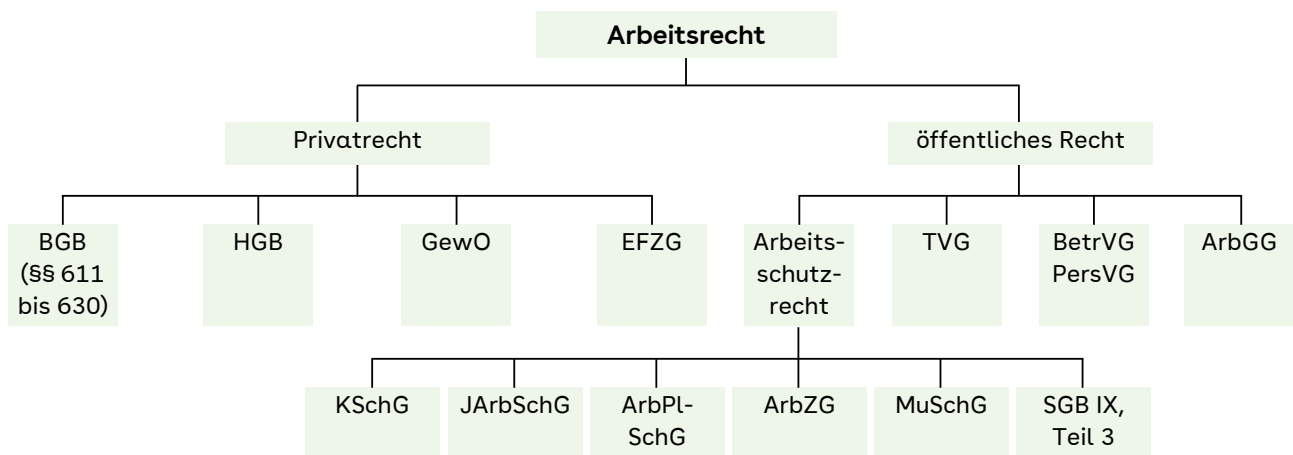 Arbeitsrecht
Privatrecht
öffentliches Recht
BGB
(§§ 611
bis 630)
HGB
GewO
EFZG
Arbeits-
schutz-
recht
TVG
BetrVG
PersVG
ArbGG
KSchG
JArbSchG
ArbPl-
SchG
ArbZG
MuSchG
SGB IX,
Teil 3